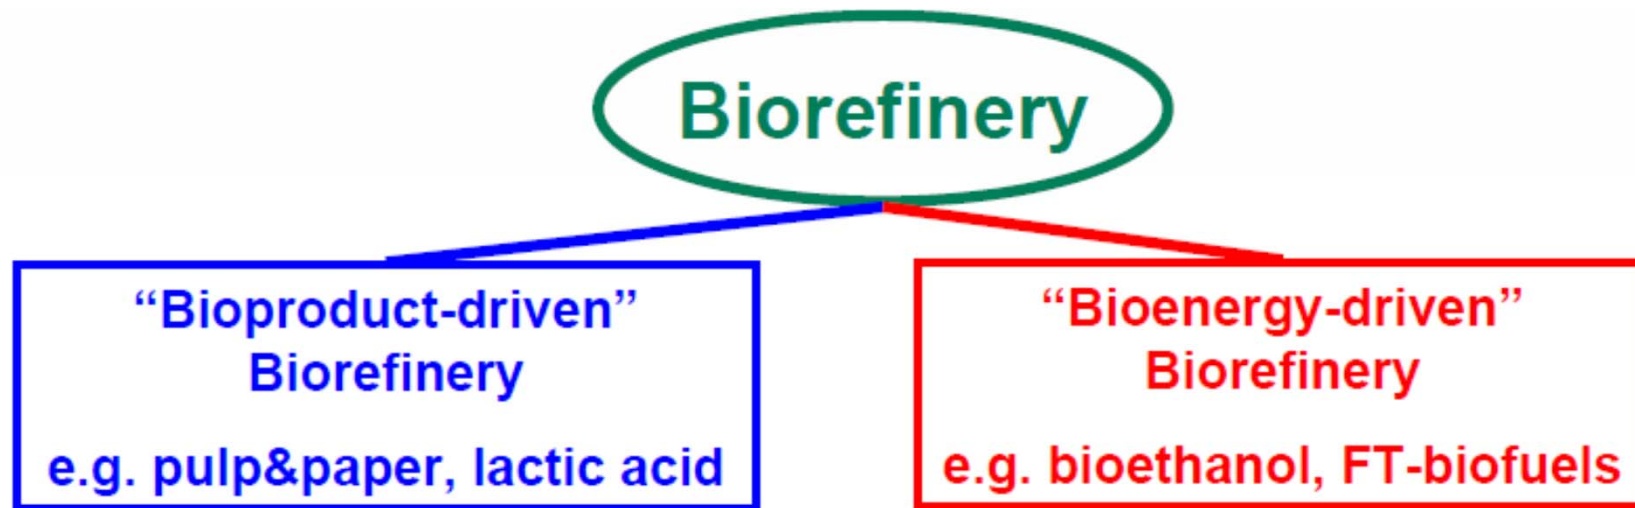 Biorefinery
“Bioproduct-driven”
Biorefinery
e.g. pulp&paper, lactic acid
“Bioenergy-driven”
Biorefinery
e.g. bioethanol, FT-biofuels